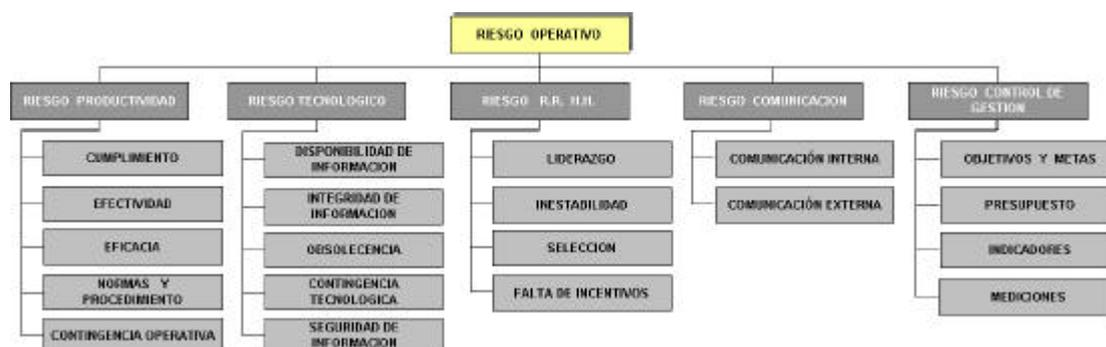 RIESGO OPERATIVO
RIESGO PRODUCTIVIDAD
RIESGO TECNOLOGICO
RIESGO R.R. H.H.
RIESGO COMUNICACION
RIESGO CONTROL DE
GESTION
CUMPLIMIENTO
EFECTIVIDAD
EFICACIA
NORMAS Y
PROCEDIMIENTO
CONTINGENCIA OPERATIVA
DISPONIBILIDAD DE
INFORMACION
INTEGRIDAD DE
INFORMACION
OBSOLECENCIA
CONTINGENCIA
TECNOLOGICA
SEGURIDAD DE
INFORMACION
LIDERAZGO
INESTABILIDAD
SELECCION
FALTA DE INCENTIVOS
COMUNICACIÓN INTERNA
COMUNICACIÓN EXTERNA
OBJETIVOS Y METAS
PRESUPUESTO
INDICADORES
MEDICIONES